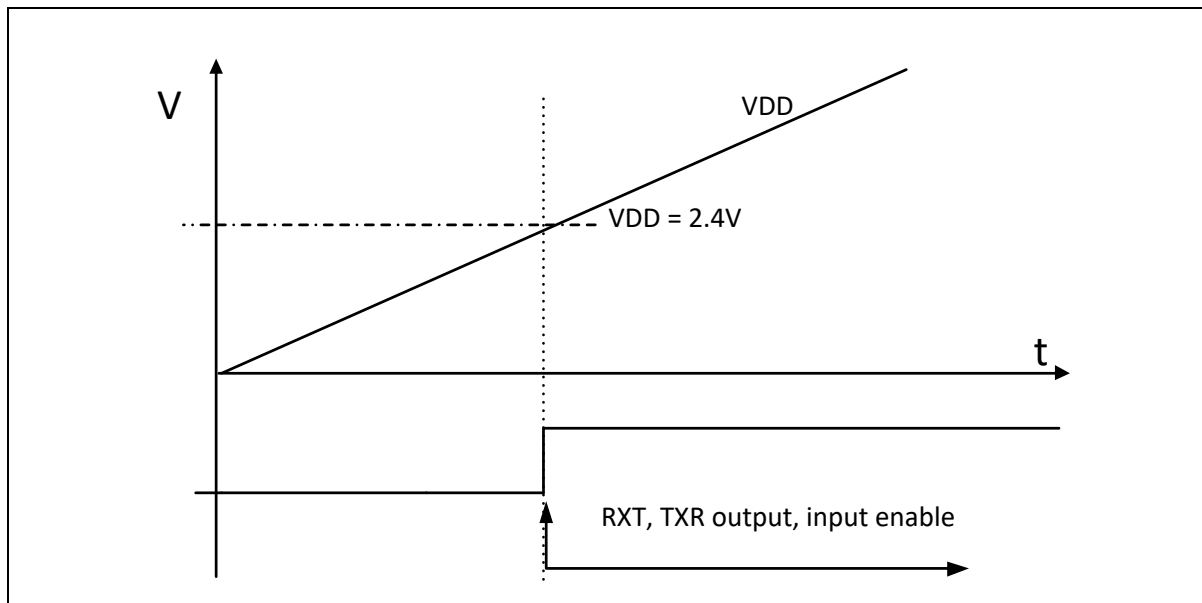 V
VDD
VDD = 2.4V
t
RXT, TXR output, input enable